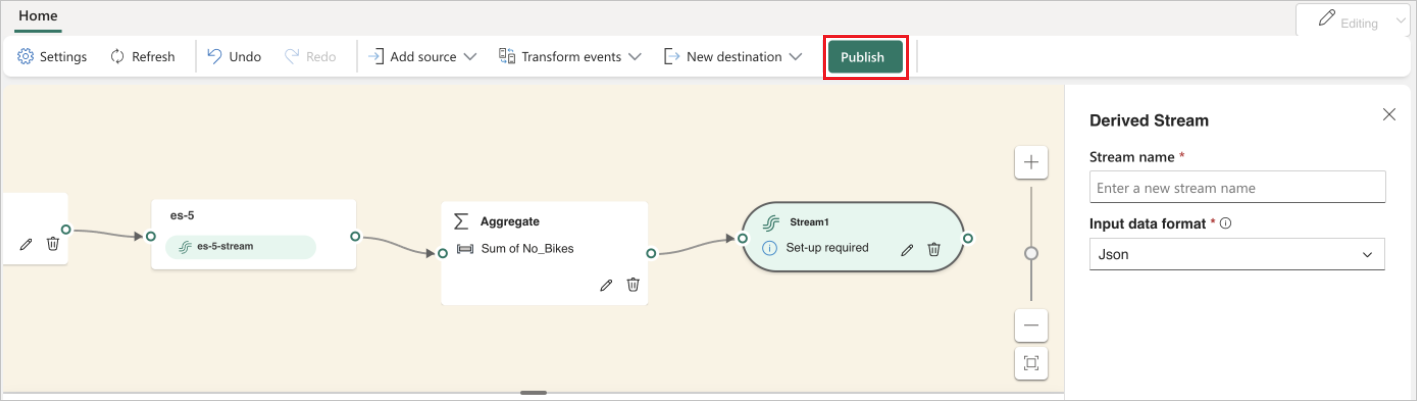 Home
Editing
Settings
Refresh
Undo
Redo
Add source
Transform events
New destination
Publish
es-5
es-5-stream
Aggregate
Sum of No_Bikes
Stream1
Set-up required
Derived Stream
Stream name *
Enter a new stream name
Input data format *
Json